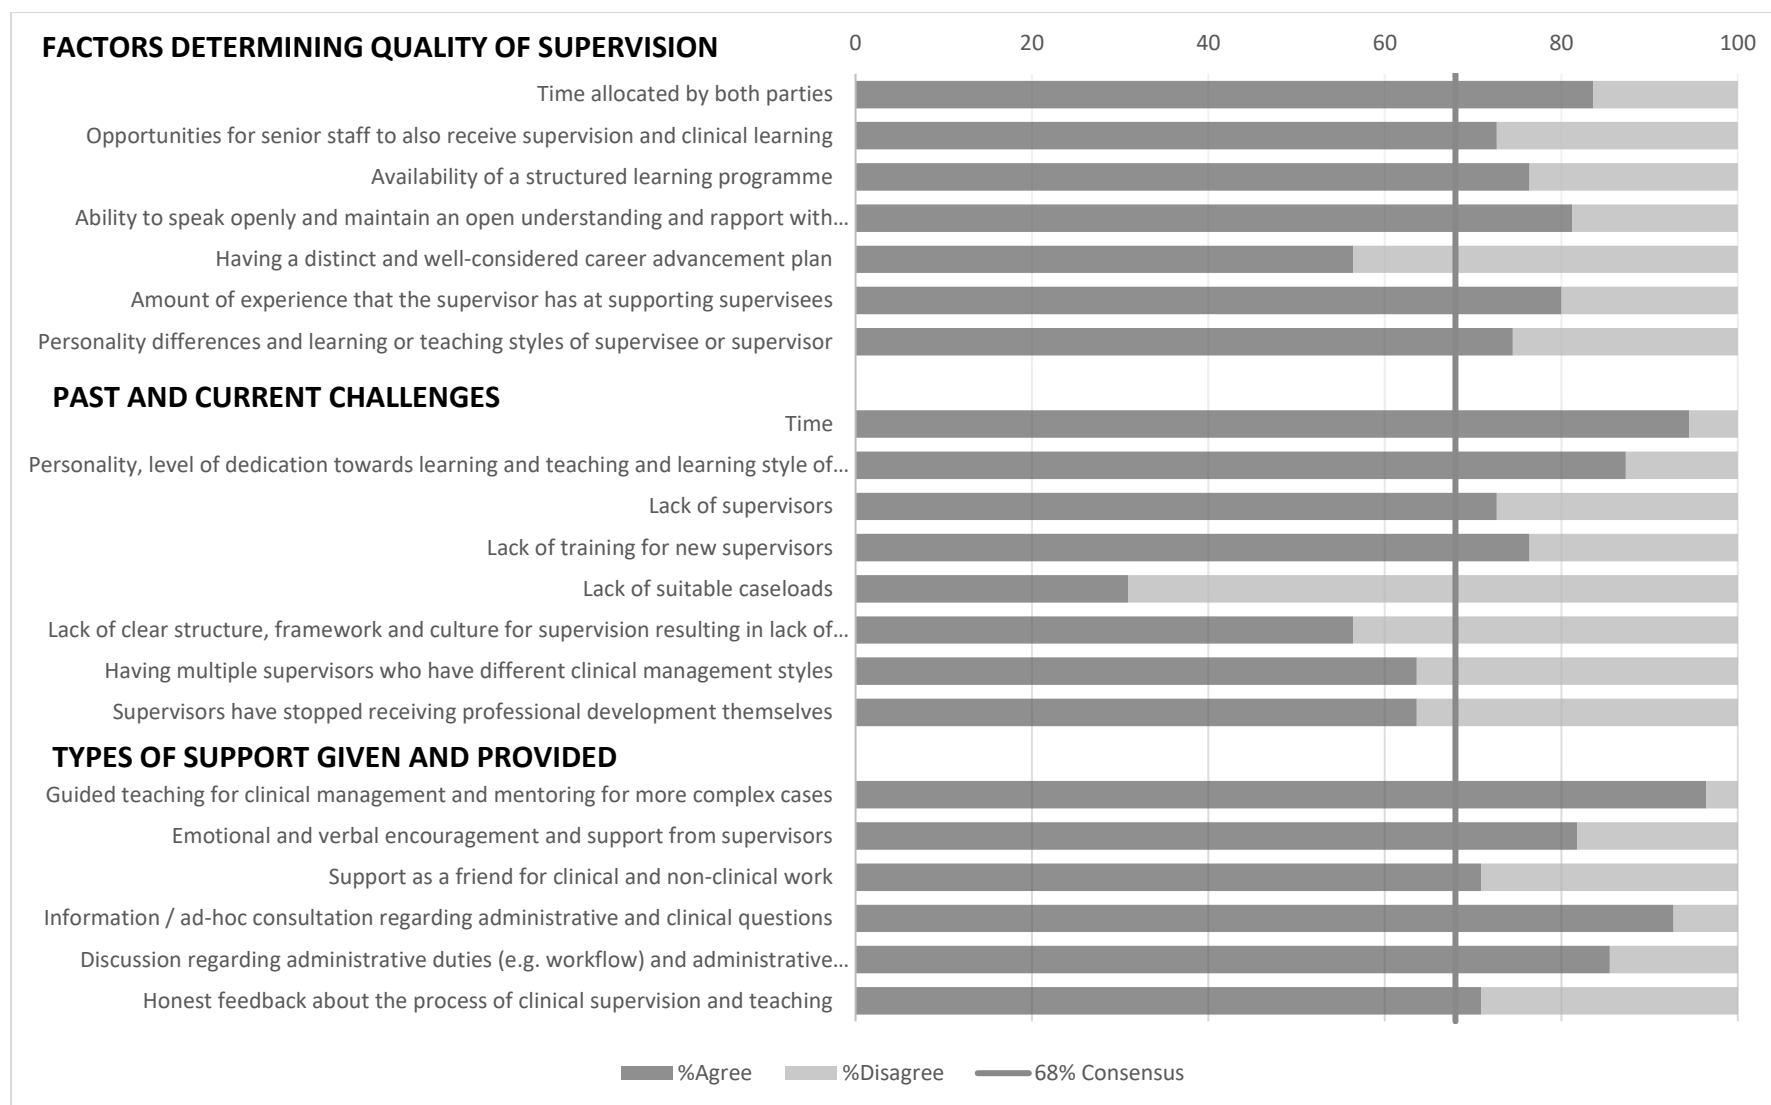 FACTORS DETERMINING QUALITY OF SUPERVISION
0 20 40 60 80 100
Time allocated by both parties
Opportunities for senior staff to also receive supervision and clinical learning
Availability of a structured learning programme
Ability to speak openly and maintain an open understanding and rapport with...
Having a distinct and well-considered career advancement plan
Amount of experience that the supervisor has at supporting supervisees
Personality differences and learning or teaching styles of supervisee or supervisor
PAST AND CURRENT CHALLENGES
Time
Personality, level of dedication towards learning and teaching and learning style of...
Lack of supervisors
Lack of training for new supervisors
Lack of suitable caseloads
Lack of clear structure, framework and culture for supervision resulting in lack of...
Having multiple supervisors who have different clinical management styles
Supervisors have stopped receiving professional development themselves
TYPES OF SUPPORT GIVEN AND PROVIDED
Guided teaching for clinical management and mentoring for more complex cases
Emotional and verbal encouragement and support from supervisors
Support as a friend for clinical and non-clinical work
Information / ad-hoc consultation regarding administrative and clinical questions
Discussion regarding administrative duties (e.g. workflow) and administrative...
Honest feedback about the process of clinical supervision and teaching
%Agree %Disagree 68% Consensus